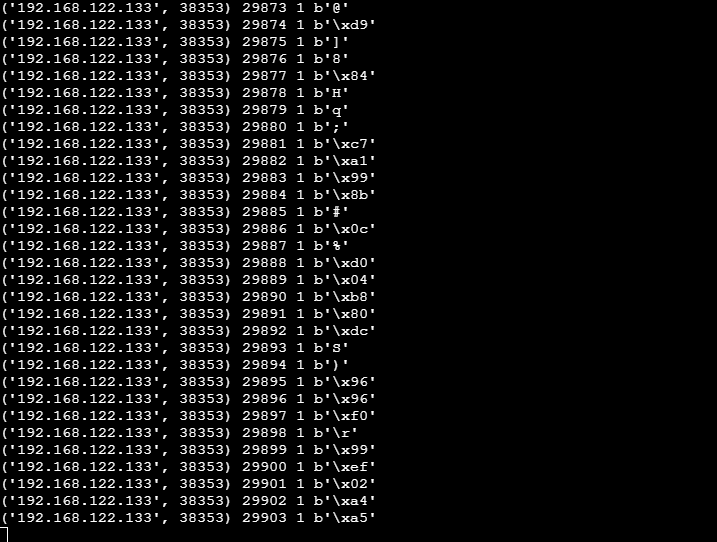 ('192.168.122.133', 38353) 29873 1 b'@'
('192.168.122.133', 38353) 29874 1 b'\xd9'
('192.168.122.133', 38353) 29875 1 b']'
('192.168.122.133', 38353) 29876 1 b'8'
('192.168.122.133', 38353) 29877 1 b'\x84'
('192.168.122.133', 38353) 29878 1 b'H'
('192.168.122.133', 38353) 29879 1 b'q'
('192.168.122.133', 38353) 29880 1 b';'
('192.168.122.133', 38353) 29881 1 b'\xc7'
('192.168.122.133', 38353) 29882 1 b'\xa1'
('192.168.122.133', 38353) 29883 1 b'\x99'
('192.168.122.133', 38353) 29884 1 b'\x8b'
('192.168.122.133', 38353) 29885 1 b'#'
('192.168.122.133', 38353) 29886 1 b'\x0c'
('192.168.122.133', 38353) 29887 1 b'%'
('192.168.122.133', 38353) 29888 1 b'\xd0'
('192.168.122.133', 38353) 29889 1 b'\x04'
('192.168.122.133', 38353) 29890 1 b'\xb8'
('192.168.122.133', 38353) 29891 1 b'\x80'
('192.168.122.133', 38353) 29892 1 b'\xdc'
('192.168.122.133', 38353) 29893 1 b'S'
('192.168.122.133', 38353) 29894 1 b')'
('192.168.122.133', 38353) 29895 1 b'\x96'
('192.168.122.133', 38353) 29896 1 b'\x96'
('192.168.122.133', 38353) 29897 1 b'\xf0'
('192.168.122.133', 38353) 29898 1 b'\r'
('192.168.122.133', 38353) 29899 1 b'\x99'
('192.168.122.133', 38353) 29900 1 b'\xef'
('192.168.122.133', 38353) 29901 1 b'\x02'
('192.168.122.133', 38353) 29902 1 b'\xa4'
('192.168.122.133', 38353) 29903 1 b'\xa5'